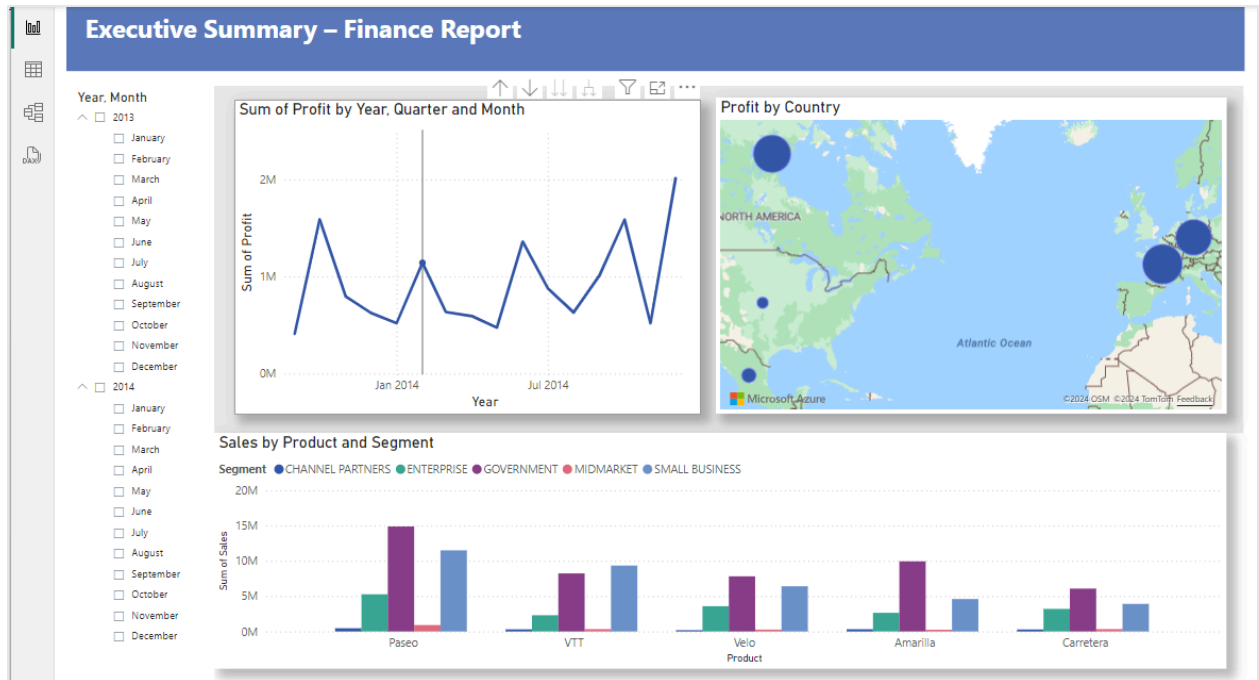 Executive Summary – Finance Report
Year, Month
2013
January
February
March
April
May
June
July
August
September
October
November
December
2014
January
February
March
April
May
June
July
August
September
October
November
December
Sum of Profit by Year, Quarter and Month
Sum of Profit
2M
1M
0M
Jan 2014
Jul 2014
Year
Profit by Country
NORTH AMERICA
Atlantic Ocean
Microsoft Azure
©2024 OSM ©2024 TomTom Feedback
Sales by Product and Segment
Segment CHANNEL PARTNERS ENTERPRISE GOVERNMENT MIDMARKET SMALL BUSINESS
Sum of Sales
20M
15M
10M
5M
0M
Paseo VTT Velo Amarilla Carretera
Product